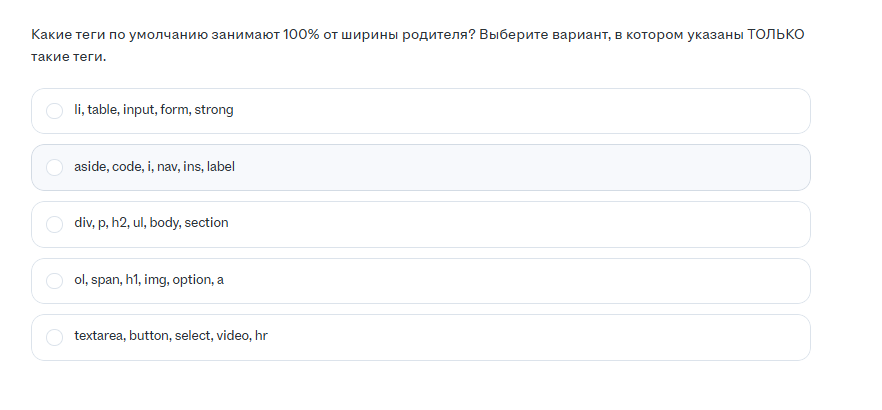 Какие теги по умолчанию занимают 100% от ширины родителя? Выберите вариант, в котором указаны ТОЛЬКО
такие теги.
li, table, input, form, strong
aside, code, i, nav, ins, label
div, p, h2, ul, body, section
ol, span, h1, img, option, a
textarea, button, select, video, hr